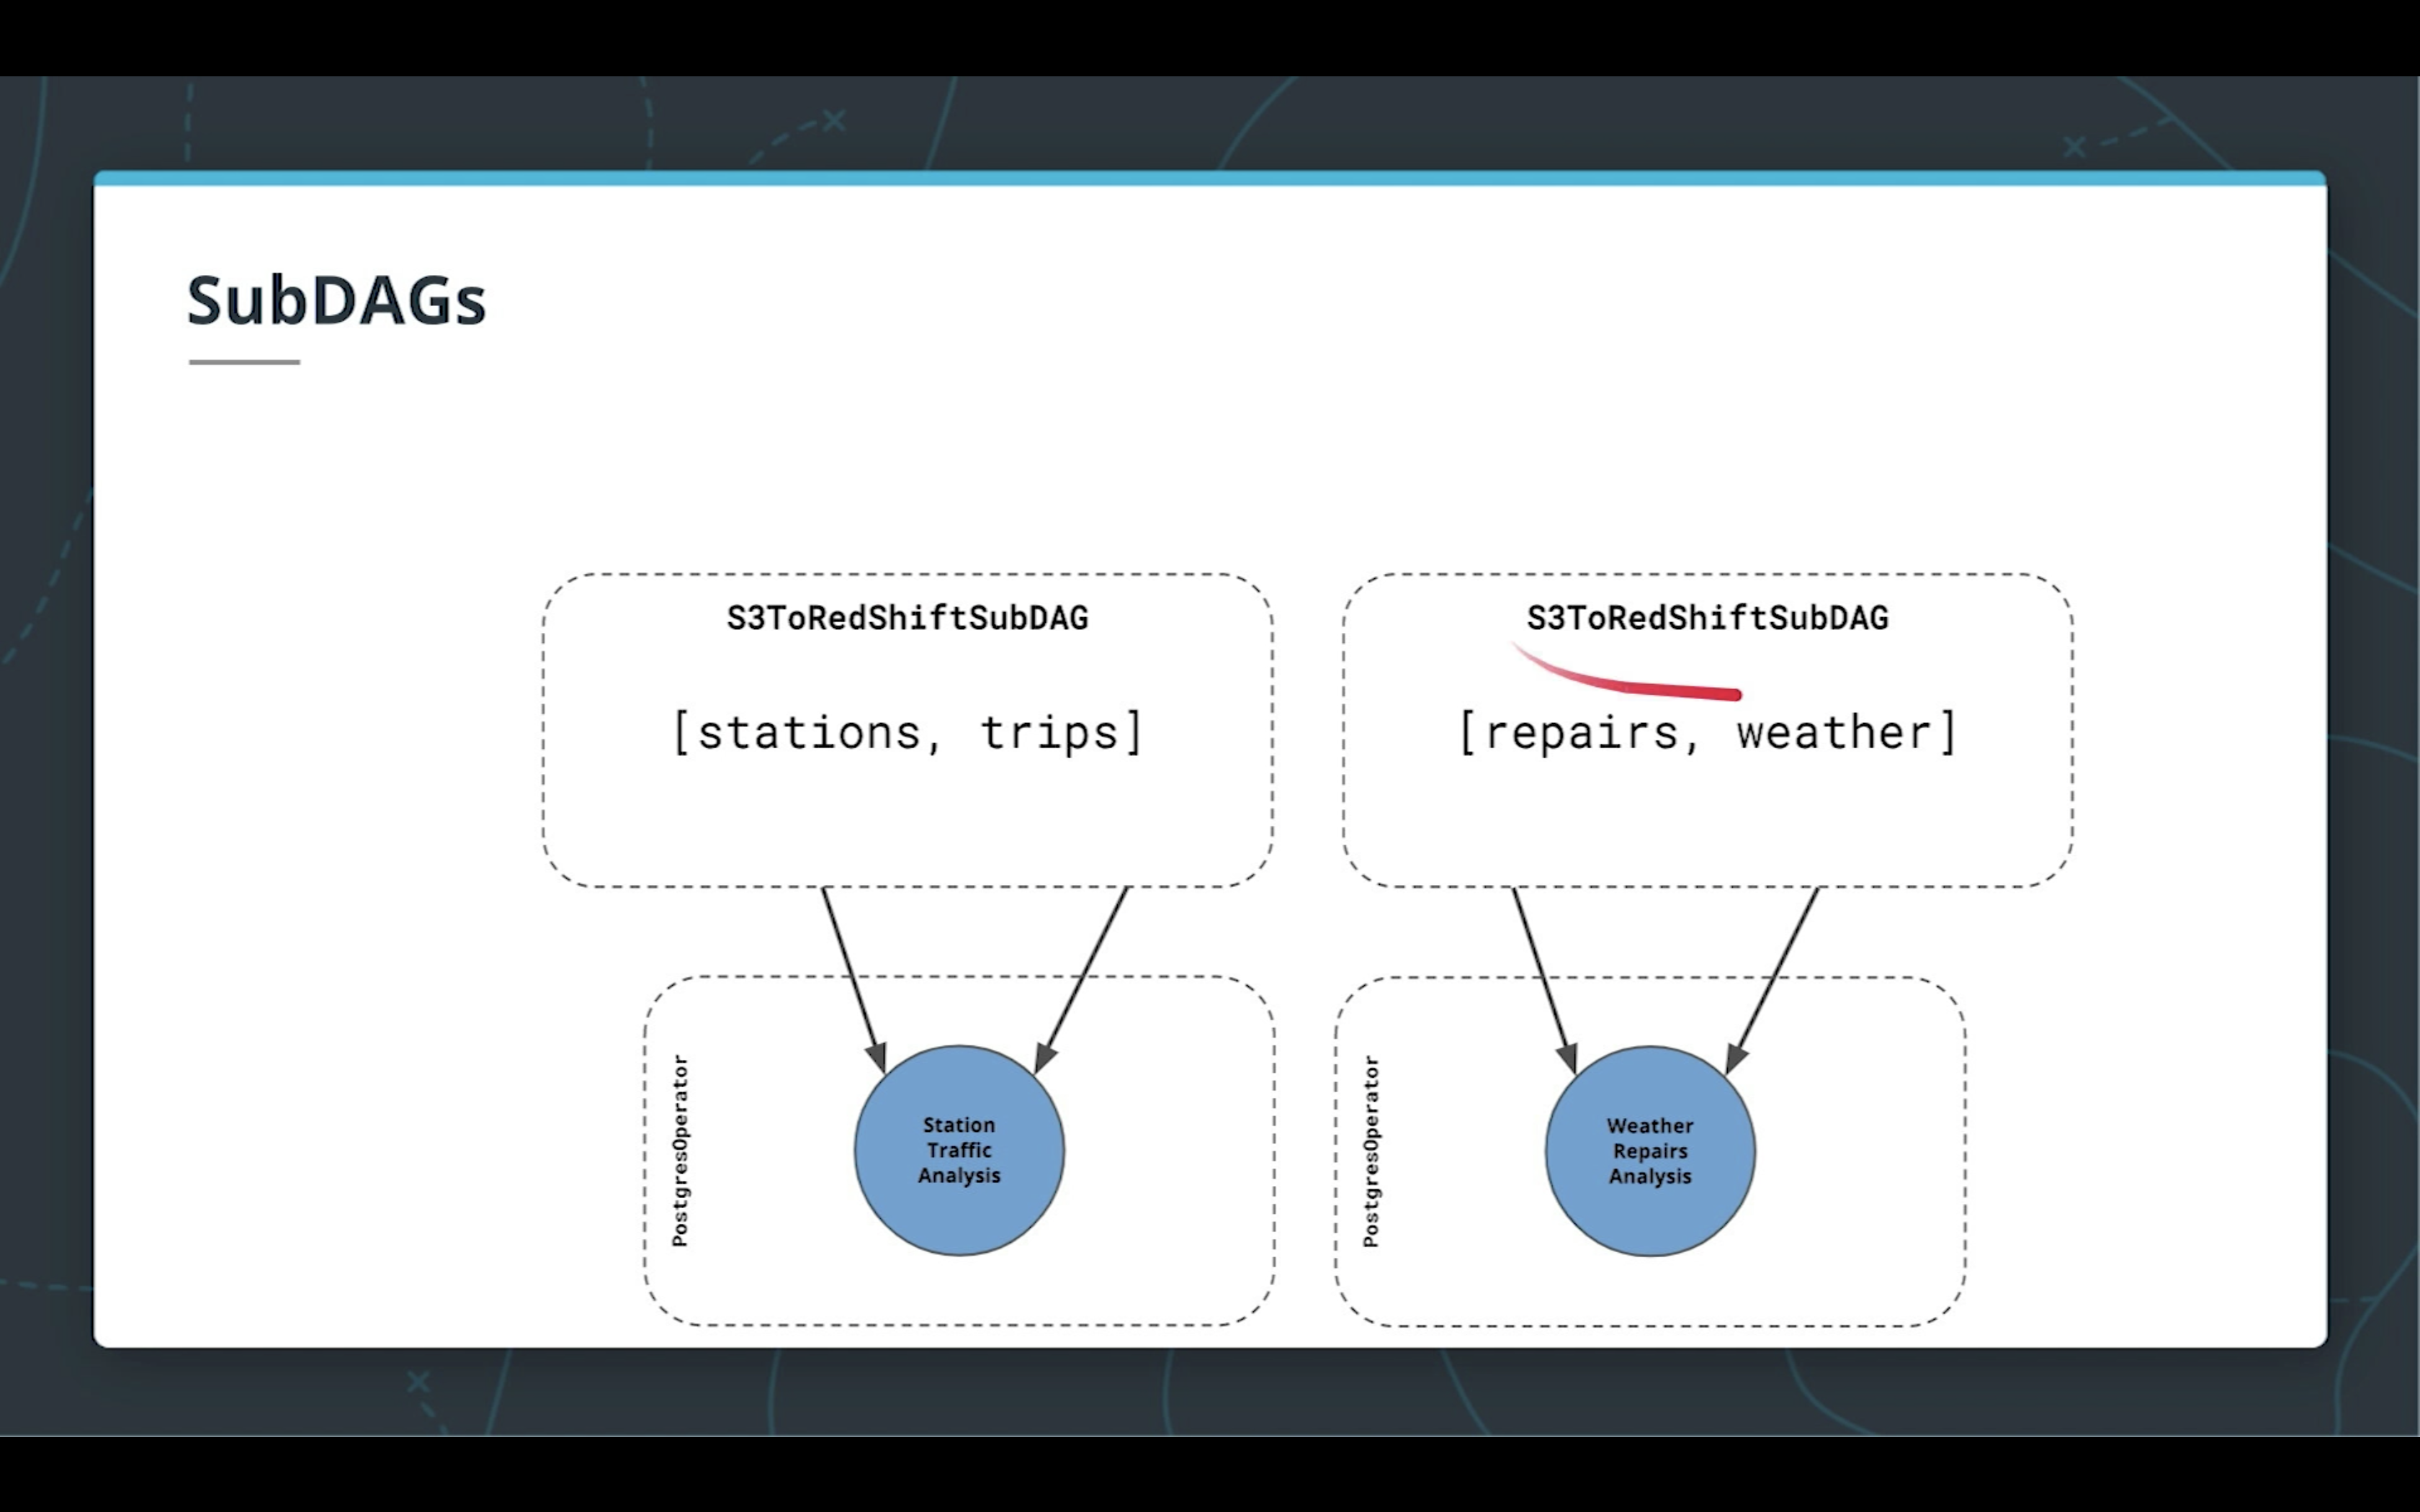 SubDAGs
S3ToRedShiftSubDAG
[stations, trips]
S3ToRedShiftSubDAG
[repairs, weather]
PostgresOperator
Station
Traffic
Analysis
PostgresOperator
Weather
Repairs
Analysis